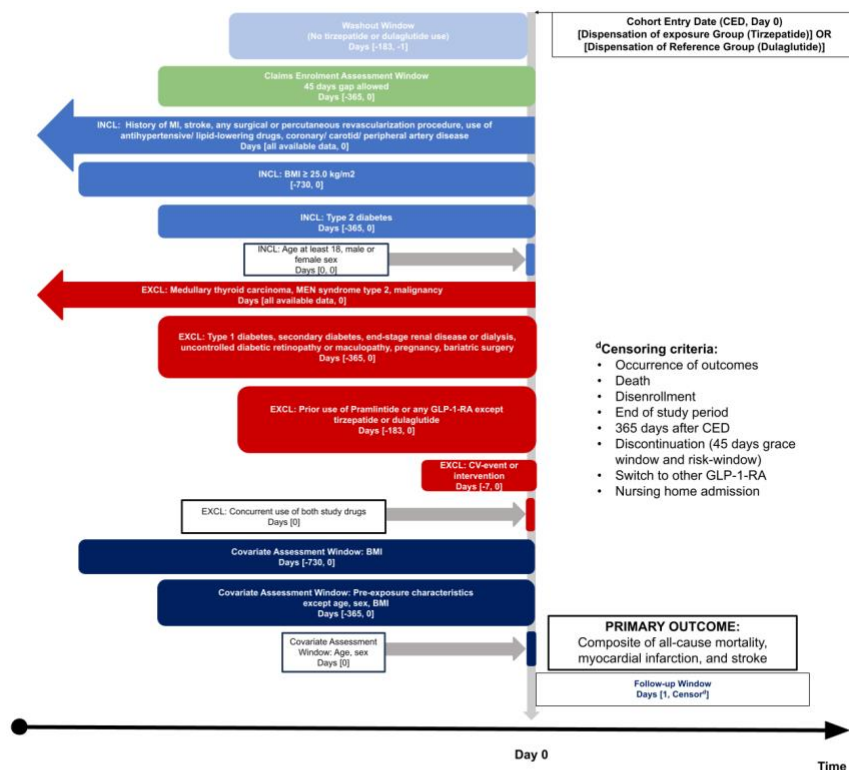 Washout Window
(No tirzepatide or dulaglutide use)
Days [-183, -1]
Cohort Entry Date (CED, Day 0)
[Dispensation of exposure Group (Tirzepatide)] OR
[Dispensation of Reference Group (Dulaglutide)]
Claims Enrolment Assessment Window
45 days gap allowed
Days [-365, 0]
INCL: History of MI, stroke, any surgical or percutaneous revascularization procedure, use of
antihypertensive/ lipid-lowering drugs, coronary/ carotid/ peripheral artery disease
Days [all available data, 0]
INCL: BMI ≥ 25.0 kg/m2
[-730, 0]
INCL: Type 2 diabetes
Days [-365, 0]
INCL: Age at least 18, male or
female sex
Days [0, 0]
EXCL: Medullary thyroid carcinoma, MEN syndrome type 2, malignancy
Days [all available data, 0]
EXCL: Type 1 diabetes, secondary diabetes, end-stage renal disease or dialysis,
uncontrolled diabetic retinopathy or maculopathy, pregnancy, bariatric surgery
Days [-365, 0]
EXCL: Prior use of Pramlintide or any GLP-1-RA except
tirzepatide or dulaglutide
Days [-183, 0]
EXCL: CV-event or
intervention
Days [-7, 0]
EXCL: Concurrent use of both study drugs
Days [0]
Covariate Assessment Window: BMI
Days [-730, 0]
Covariate Assessment Window: Pre-exposure characteristics
except age, sex, BMI
Days [-365, 0]
Covariate Assessment
Window: Age, sex
Days [0]
dCensoring criteria:
• Occurrence of outcomes
• Death
• Disenrollment
• End of study period
• 365 days after CED
• Discontinuation (45 days grace
window and risk-window)
• Switch to other GLP-1-RA
• Nursing home admission
PRIMARY OUTCOME:
Composite of all-cause mortality,
myocardial infarction, and stroke
Follow-up Window
Days [1, Censord]
Day 0
Time